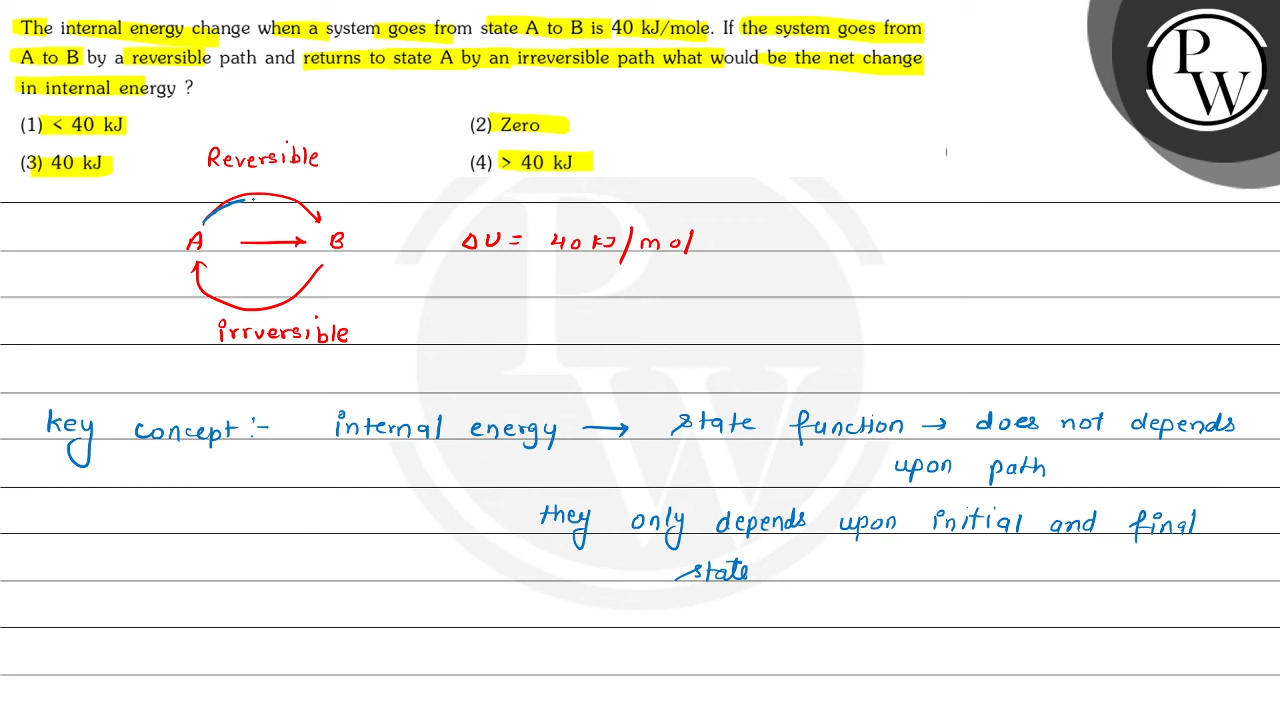 The internal energy change when a system goes from state A to B is 40 kJ/mole. If the system goes from
A to B by a reversible path and returns to state A by an irreversible path what would be the net change
in internal energy ?
(1) < 40 kJ
(2) Zero
(3) 40 kJ
(4) > 40 kJ
P
W
Reversible
A → B
ΔU = 40 kJ/mol
irrversible
key concept :- internal energy → state function → does not depends
upon path
they only depends upon initial and final
state
P
W